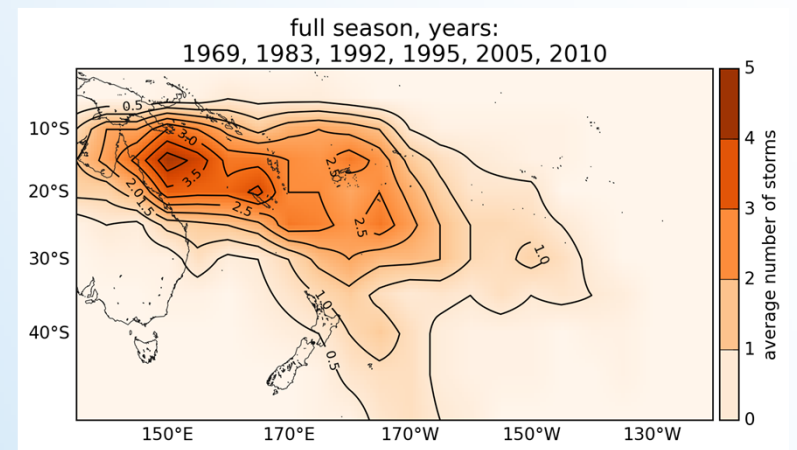 full season, years:
1969, 1983, 1992, 1995, 2005, 2010
0.5
3.0
3.5
2.0
1.5
2.5
2.5
2.5
1.0
1.0
0.5
10°S
20°S
30°S
40°S
150°E
170°E
170°W
150°W
130°W
5
4
3
2
1
0
average number of storms